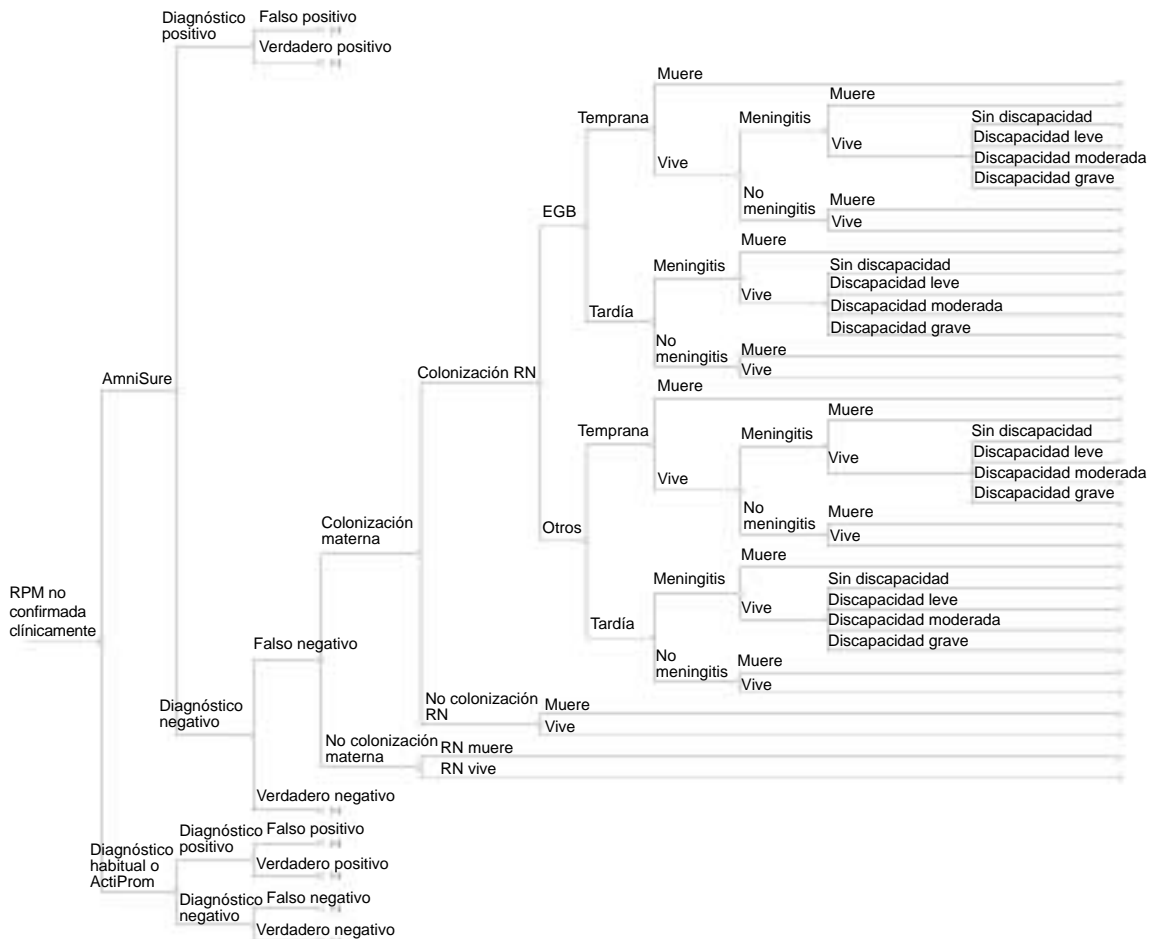 Diagnóstico
positivo
Falso positivo
Verdadero positivo
Muere
Temprana
Meningitis
Muere
Sin discapacidad
Discapacidad leve
Vive
Discapacidad moderada
Discapacidad grave
Vive
No
meningitis
Muere
Vive
EGB
Muere
Meningitis
Sin discapacidad
Discapacidad leve
Vive
Discapacidad moderada
Discapacidad grave
Tardía
No
meningitis
Muere
Vive
AmniSure
Colonización RN
Muere
Temprana
Meningitis
Muere
Sin discapacidad
Discapacidad leve
Vive
Discapacidad moderada
Discapacidad grave
Vive
No
meningitis
Muere
Vive
Otros
Colonización
materna
Muere
Meningitis
Sin discapacidad
Discapacidad leve
Vive
Discapacidad moderada
Discapacidad grave
Tardía
No
meningitis
Muere
Vive
RPM no
confirmada
clínicamente
Falso negativo
No colonización
RN
Muere
Vive
Diagnóstico
negativo
No colonización
materna
RN muere
RN vive
Verdadero negativo
Diagnóstico
habitual o
ActiProm
Diagnóstico
positivo
Falso positivo
Verdadero positivo
Diagnóstico
negativo
Falso negativo
Verdadero negativo